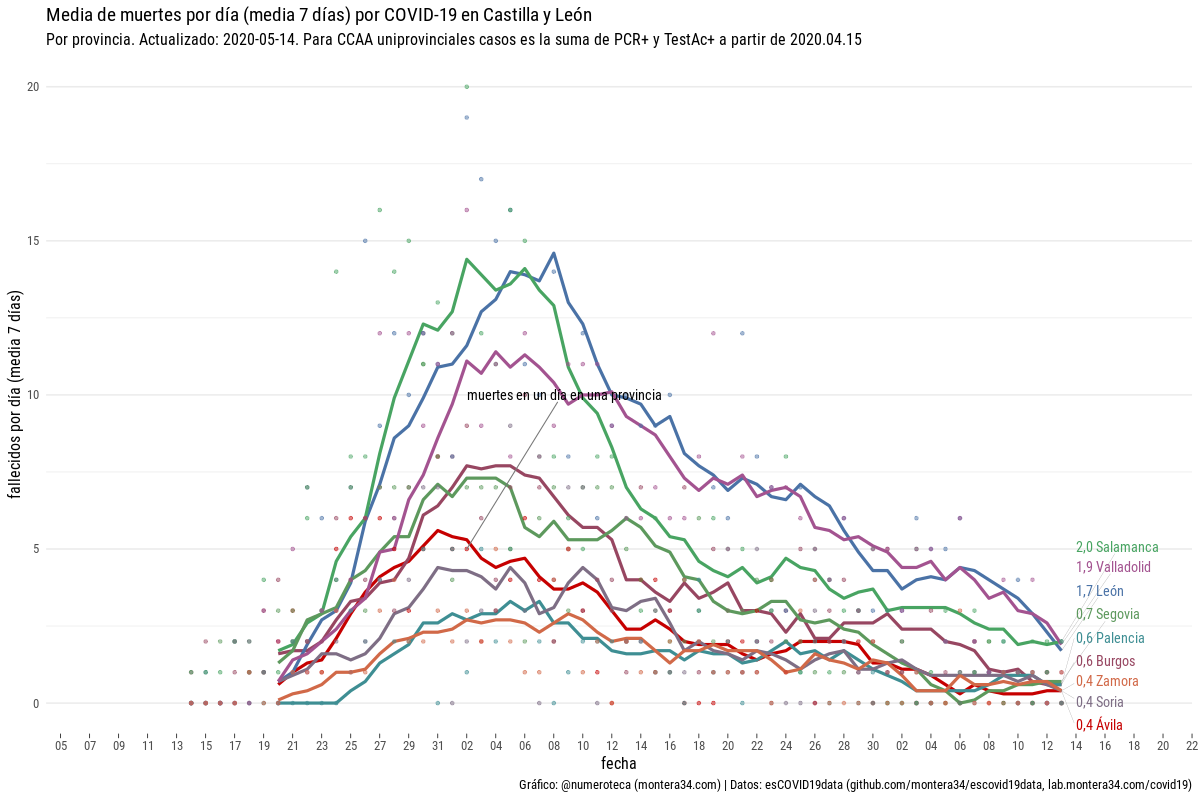 Media de muertes por día (media 7 días) por COVID-19 en Castilla y León
Por provincia. Actualizado: 2020-05-14. Para CCAA uniprovinciales casos es la suma de PCR+ y TestAc+ a partir de 2020.04.15
fallecidos por día (media 7 días)
20
15
10
5
0
muertes en un día en una provincia
2,0 Salamanca
1,9 Valladolid
1,7 León
0,7 Segovia
0,6 Palencia
0,6 Burgos
0,4 Zamora
0,4 Soria
0,4 Ávila
05 07 09 11 13 15 17 19 21 23 25 27 29 31 02 04 06 08 10 12 14 16 18 20 22 24 26 28 30 02 04 06 08 10 12 14 16 18 20 22
fecha
Gráfico: @numeroteca (montera34.com) | Datos: esCOVID19data (github.com/montera34/escovid19data, lab.montera34.com/covid19)